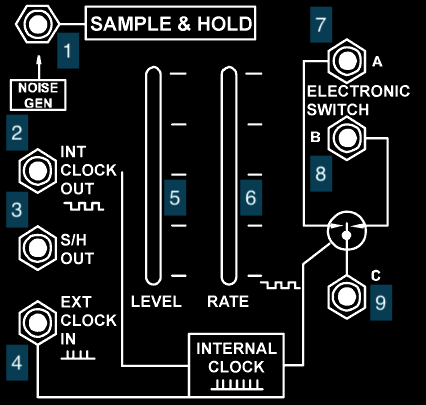 SAMPLE & HOLD
1
NOISE
GEN
2
INT
CLOCK
OUT
3
S/H
OUT
EXT
CLOCK
IN
4
5
LEVEL
6
RATE
7
A
ELECTRONIC
SWITCH
B
8
C
9
INTERNAL
CLOCK